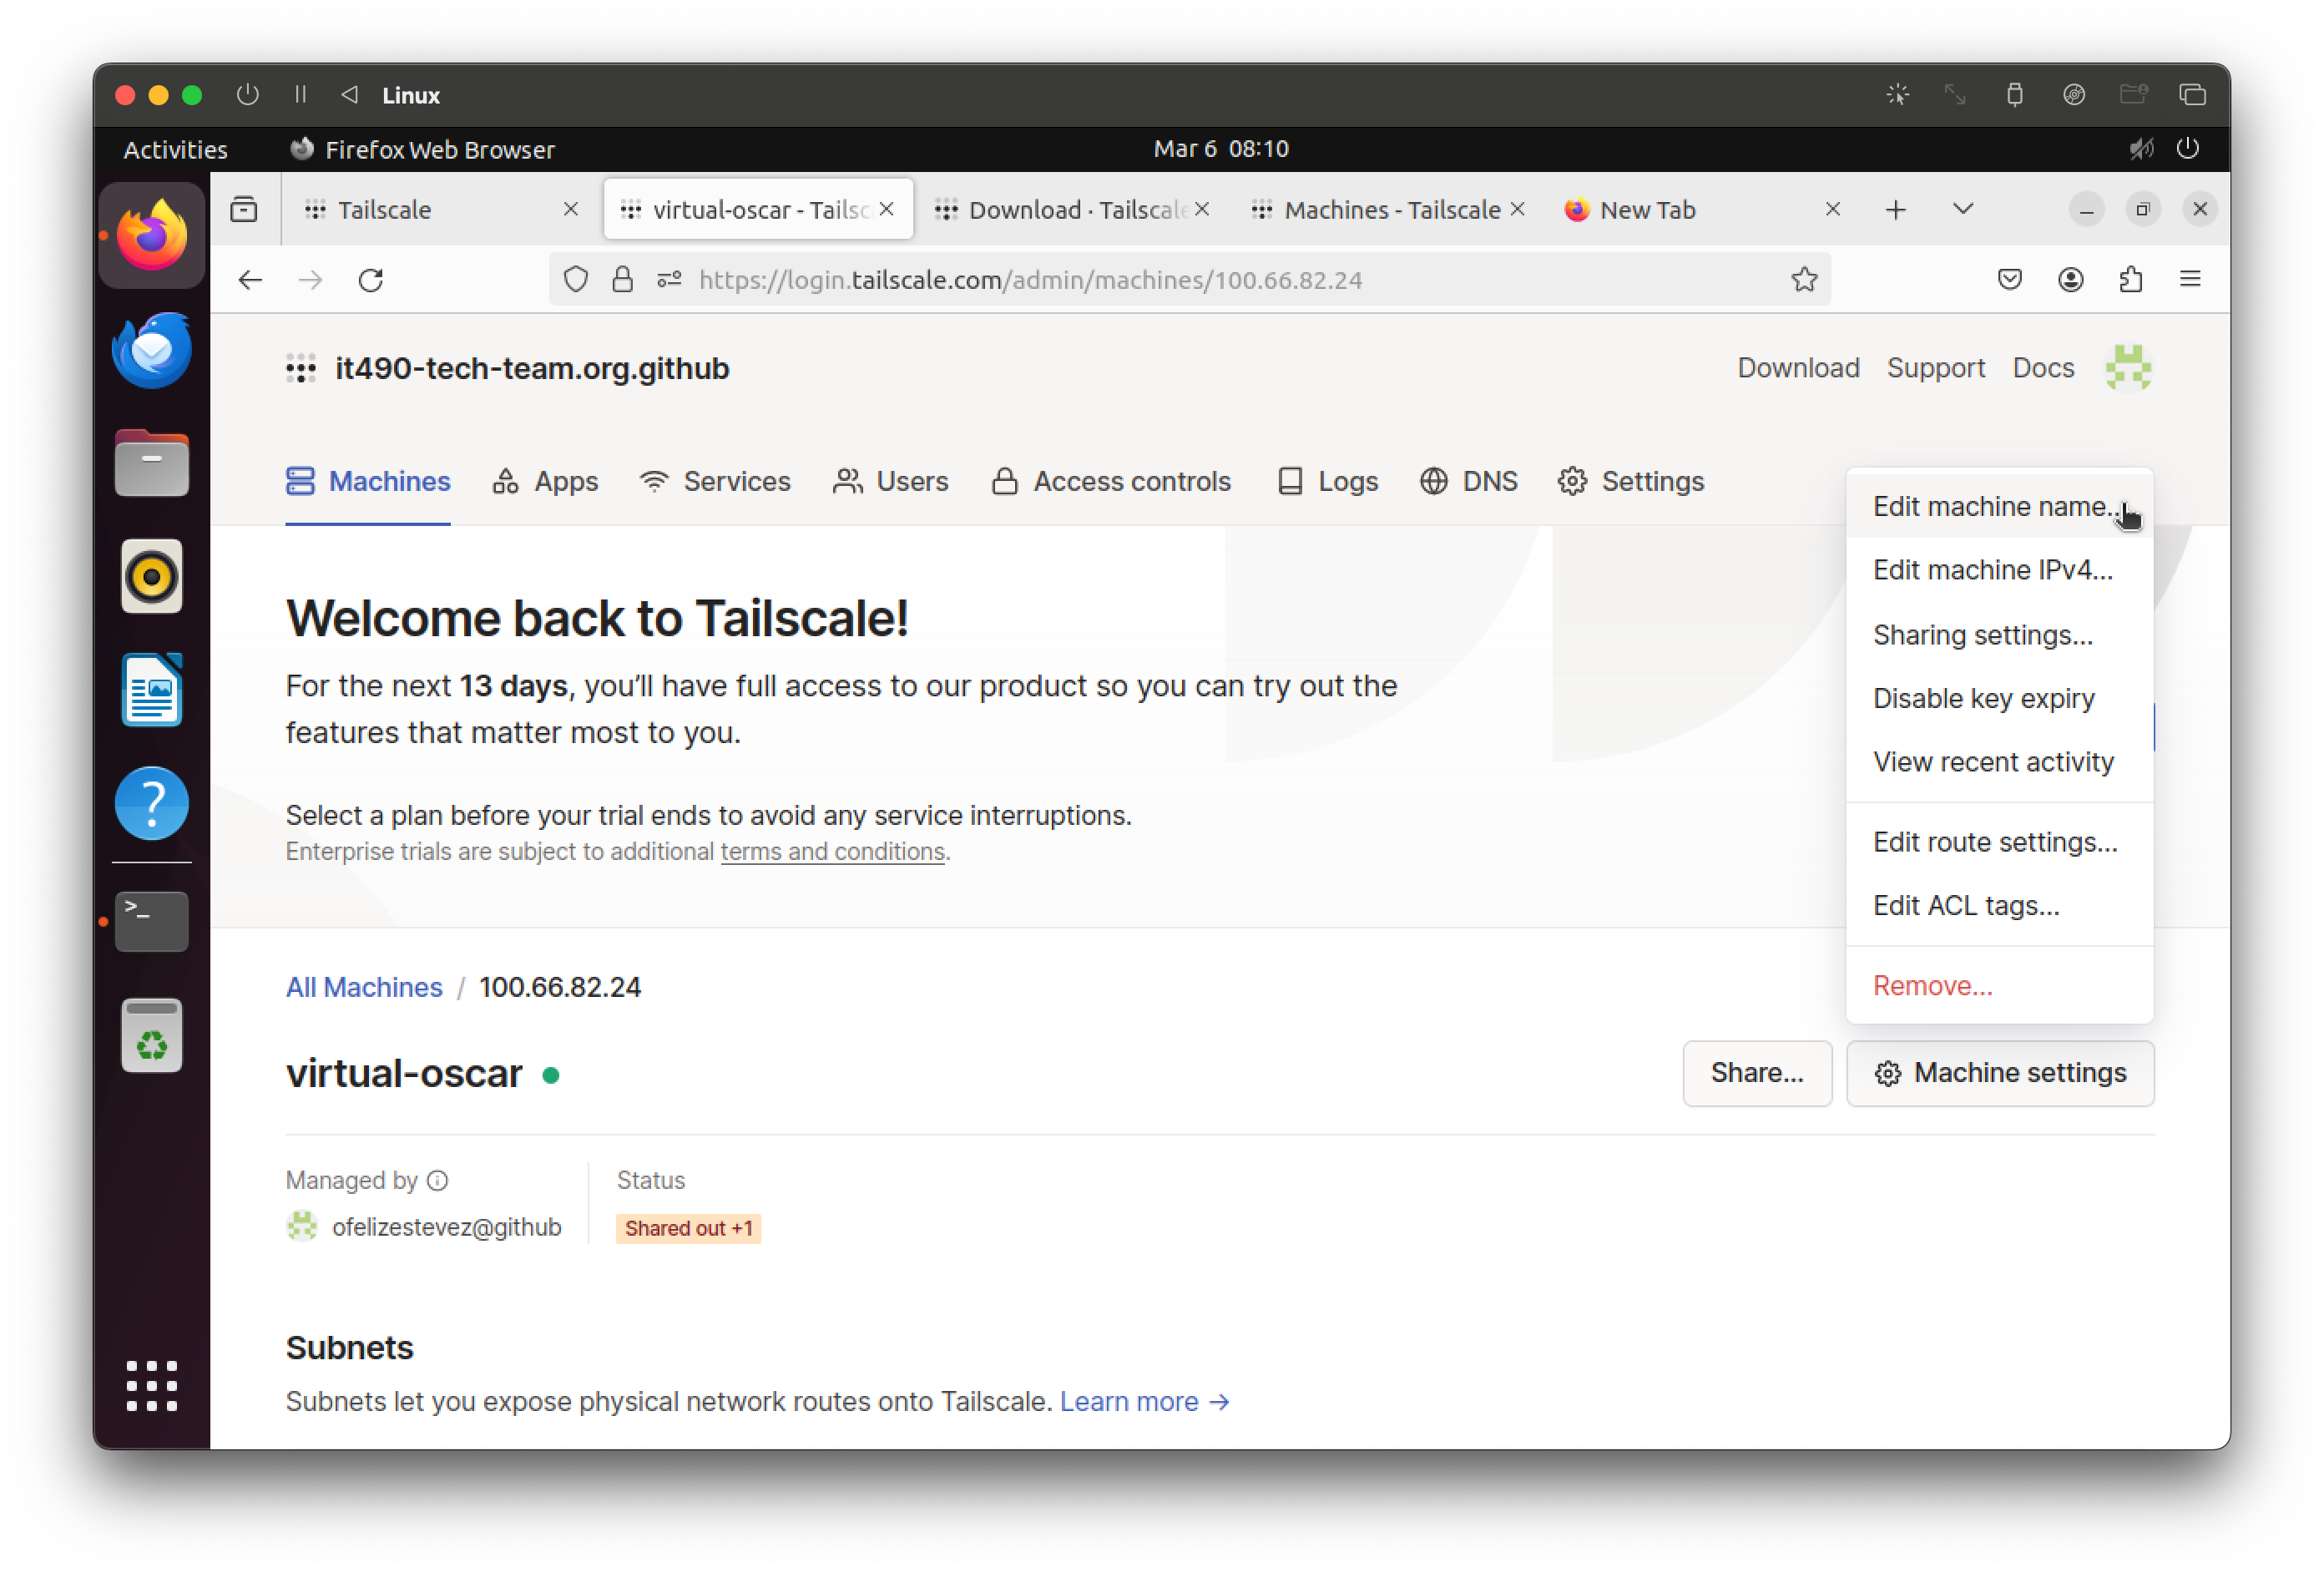 Linux
Activities
Firefox Web Browser
Mar 6 08:10
Tailscale
virtual-oscar - Tailsc
Download · Tailscale
Machines - Tailscale
New Tab
https://login.tailscale.com/admin/machines/100.66.82.24
it490-tech-team.org.github
Download Support Docs
Machines Apps Services Users Access controls Logs DNS Settings
Edit machine name...
Edit machine IPv4...
Sharing settings...
Disable key expiry
View recent activity
Edit route settings...
Edit ACL tags...
Remove...
Welcome back to Tailscale!
For the next 13 days, you’ll have full access to our product so you can try out the
features that matter most to you.
Select a plan before your trial ends to avoid any service interruptions.
Enterprise trials are subject to additional terms and conditions.
All Machines / 100.66.82.24
virtual-oscar
Share...
Machine settings
Managed by
Status
ofelizestevez@github
Shared out +1
Subnets
Subnets let you expose physical network routes onto Tailscale. Learn more →